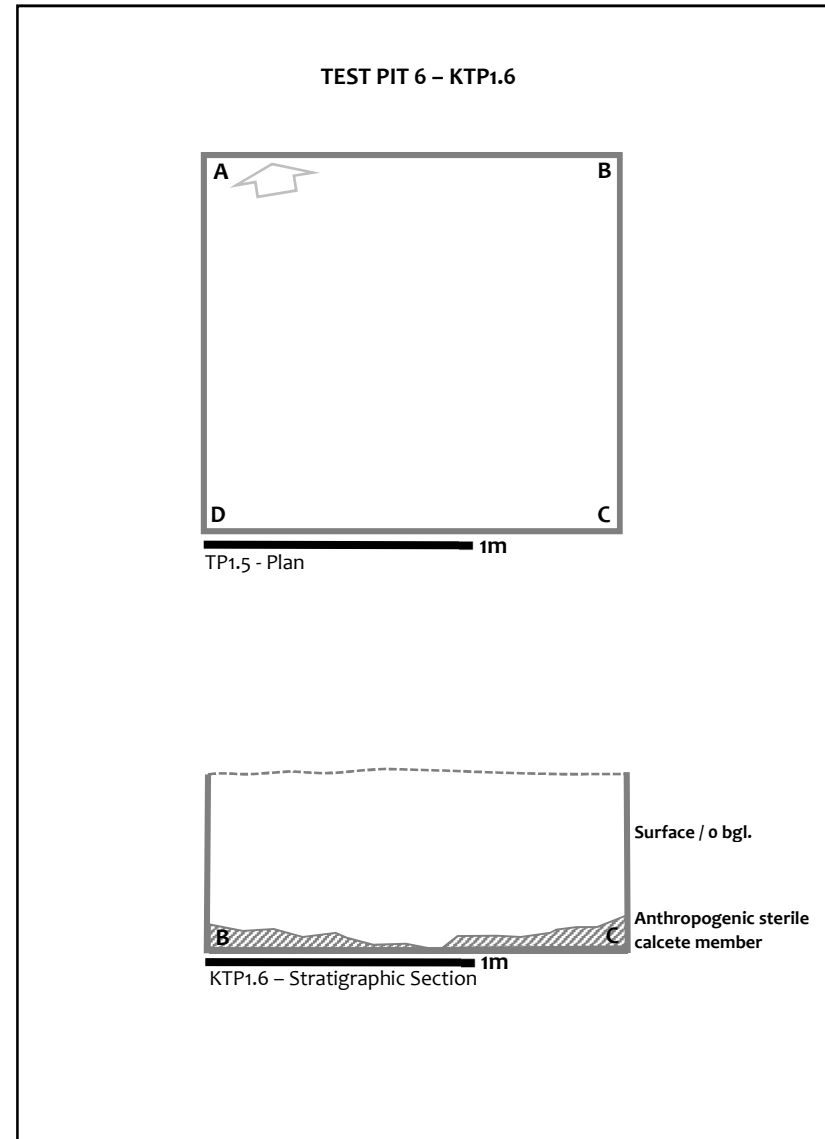 TEST PIT 6 – KTP1.6
A
B
D
C
1m
TP1.5 - Plan
Surface / 0 bgl.
Anthropogenic sterile
calcete member
B
C
1m
KTP1.6 – Stratigraphic Section